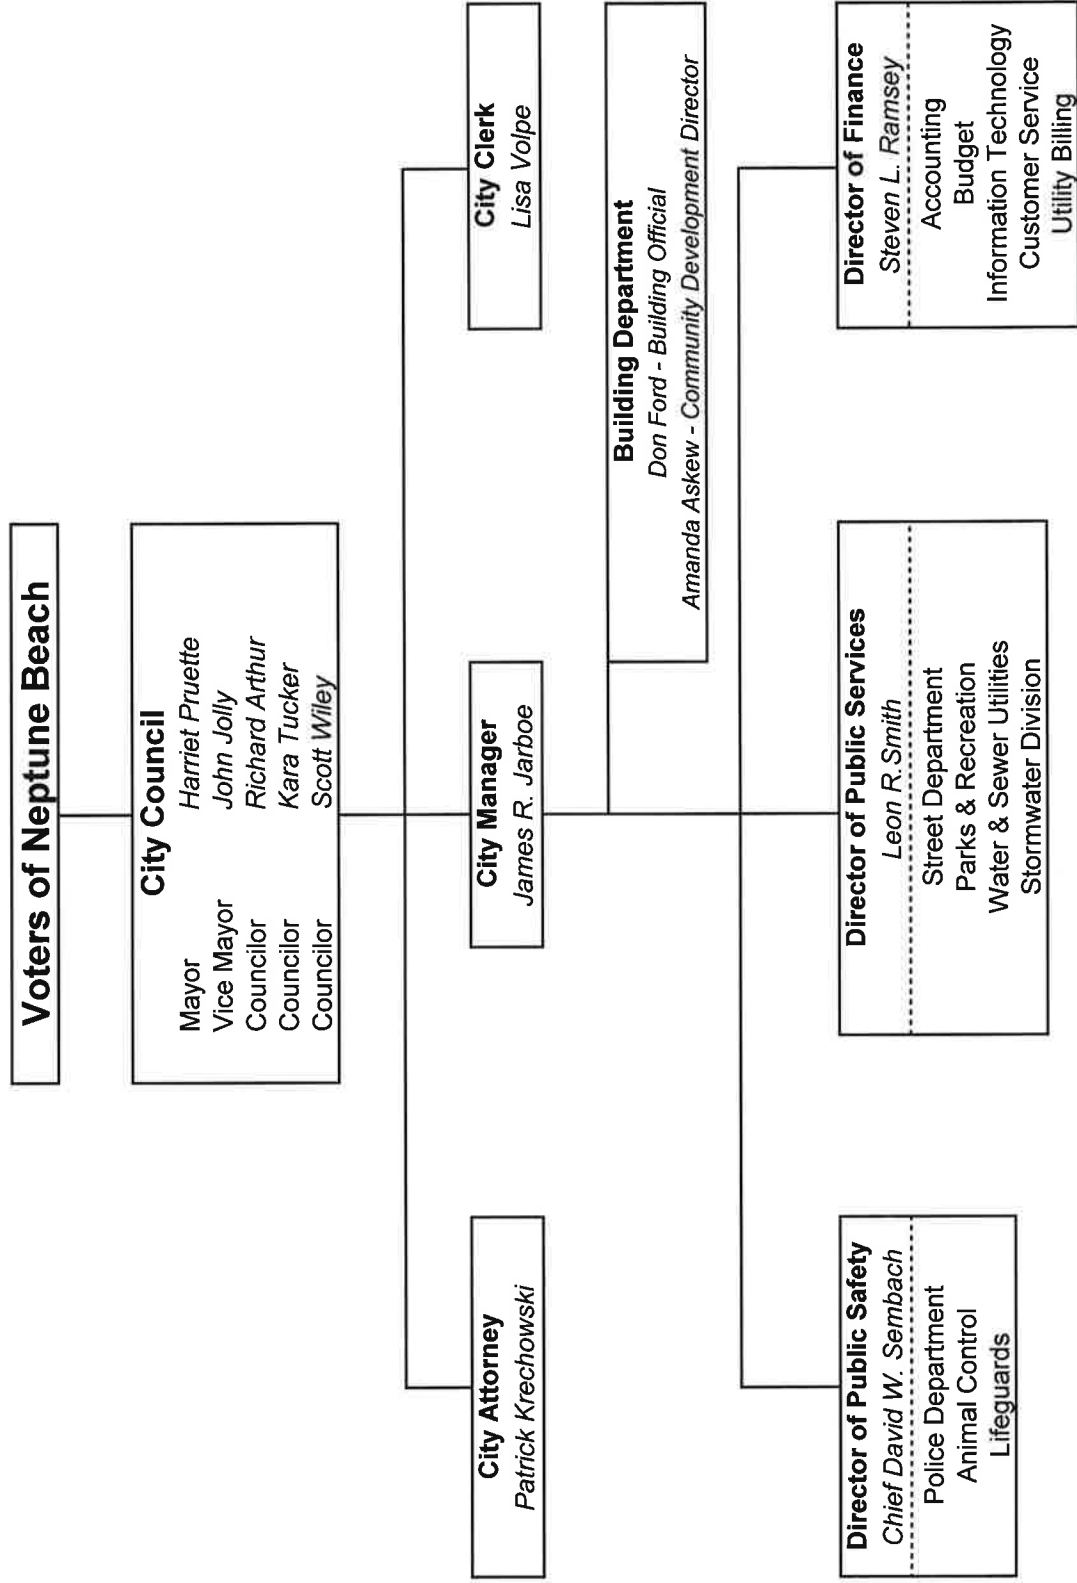 Voters of Neptune Beach
City Council
Mayor Harriet Pruette
Vice Mayor John Jolly
Councilor Richard Arthur
Councilor Kara Tucker
Councilor Scott Wiley
City Attorney
Patrick Krechowski
City Manager
James R. Jarboe
City Clerk
Lisa Volpe
Building Department
Don Ford - Building Official
Amanda Askew - Community Development Director
Director of Public Safety
Chief David W. Sembach
Police Department
Animal Control
Lifeguards
Director of Public Services
Leon R.Smith
Street Department
Parks & Recreation
Water & Sewer Utilities
Stormwater Division
Director of Finance
Steven L. Ramsey
Accounting
Budget
Information Technology
Customer Service
Utility Billing